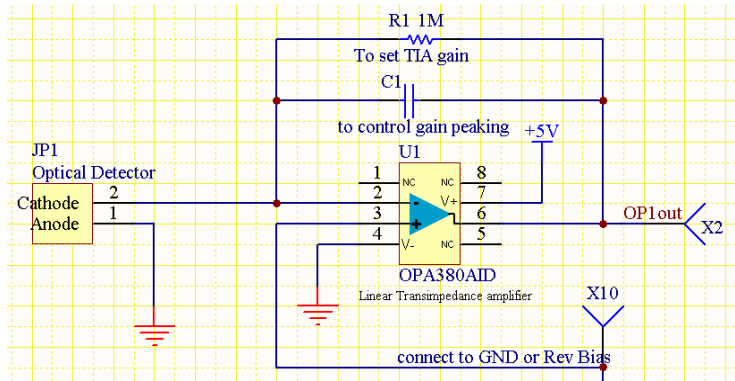 R1 1M
To set TIA gain
C1
to control gain peaking
+5V
JP1
Optical Detector
U1
Cathode 2
Anode 1
1 NC NC 8
2 - V+ 7
3 + 6
4 V- NC 5
OP1out
X2
OPA380AID
Linear Transimpedance amplifier
X10
connect to GND or Rev Bias